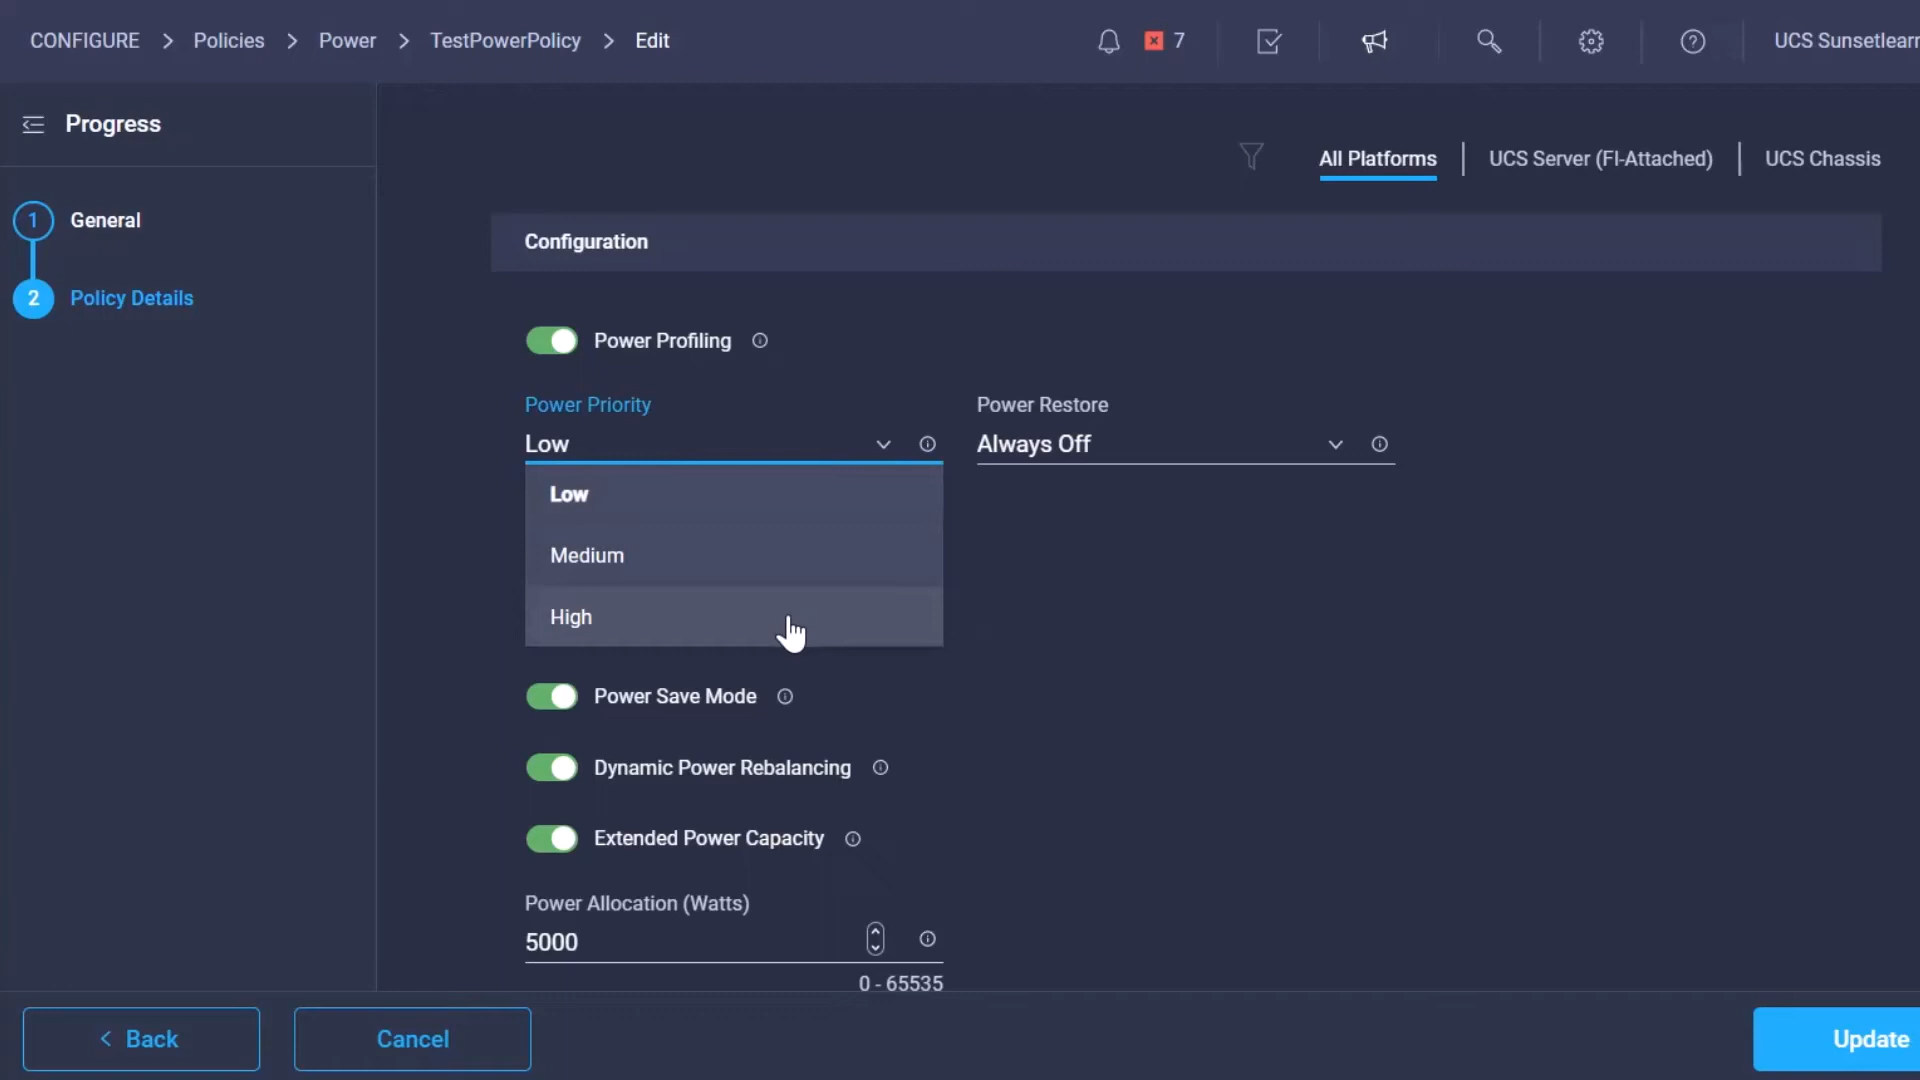 CONFIGURE > Policies > Power > TestPowerPolicy > Edit
7
UCS Sunsetlearn
Progress
All Platforms
UCS Server (FI-Attached)
UCS Chassis
1 General
2 Policy Details
Configuration
Power Profiling
Power Priority
Power Restore
Low
Always Off
Low
Medium
High
Power Save Mode
Dynamic Power Rebalancing
Extended Power Capacity
Power Allocation (Watts)
5000
0 - 65535
< Back
Cancel
Update